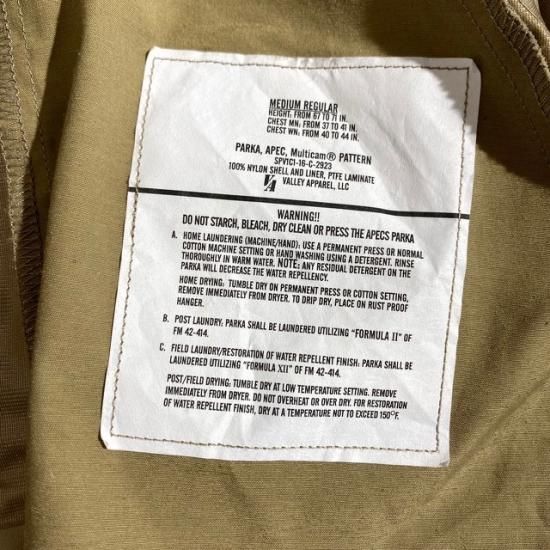 MEDIUM REGULAR
HEIGHT: FROM 67 TO 71 IN.
CHEST MN: FROM 37 TO 41 IN.
CHEST WN: FROM 40 TO 44 IN.
PARKA, APEC, Multicam® PATTERN
SPV1C1-16-C-2923
100% NYLON SHELL AND LINER, PTFE LAMINATE
VA VALLEY APPAREL, LLC
WARNING!!
DO NOT STARCH, BLEACH, DRY CLEAN OR PRESS THE APECS PARKA
A. HOME LAUNDERING (MACHINE/HAND): USE A PERMANENT PRESS OR NORMAL
COTTON MACHINE SETTING OR HAND WASHING USING A DETERGENT. RINSE
THOROUGHLY IN WARM WATER. NOTE: ANY RESIDUAL DETERGENT ON THE
PARKA WILL DECREASE THE WATER REPELLENCY.
HOME DRYING: TUMBLE DRY ON PERMANENT PRESS OR COTTON SETTING,
REMOVE IMMEDIATELY FROM DRYER. TO DRIP DRY, PLACE ON RUST PROOF
HANGER.
B. POST LAUNDRY: PARKA SHALL BE LAUNDERED UTILIZING "FORMULA II" OF
FM 42-414.
C. FIELD LAUNDRY/RESTORATION OF WATER REPELLENT FINISH: PARKA SHALL BE
LAUNDERED UTILIZING "FORMULA XII" OF FM 42-414.
POST/FIELD DRYING: TUMBLE DRY AT LOW TEMPERATURE SETTING. REMOVE
IMMEDIATELY FROM DRYER. DO NOT OVERHEAT OR OVER DRY. FOR RESTORATION
OF WATER REPELLENT FINISH, DRY AT A TEMPERATURE NOT TO EXCEED 150°F.